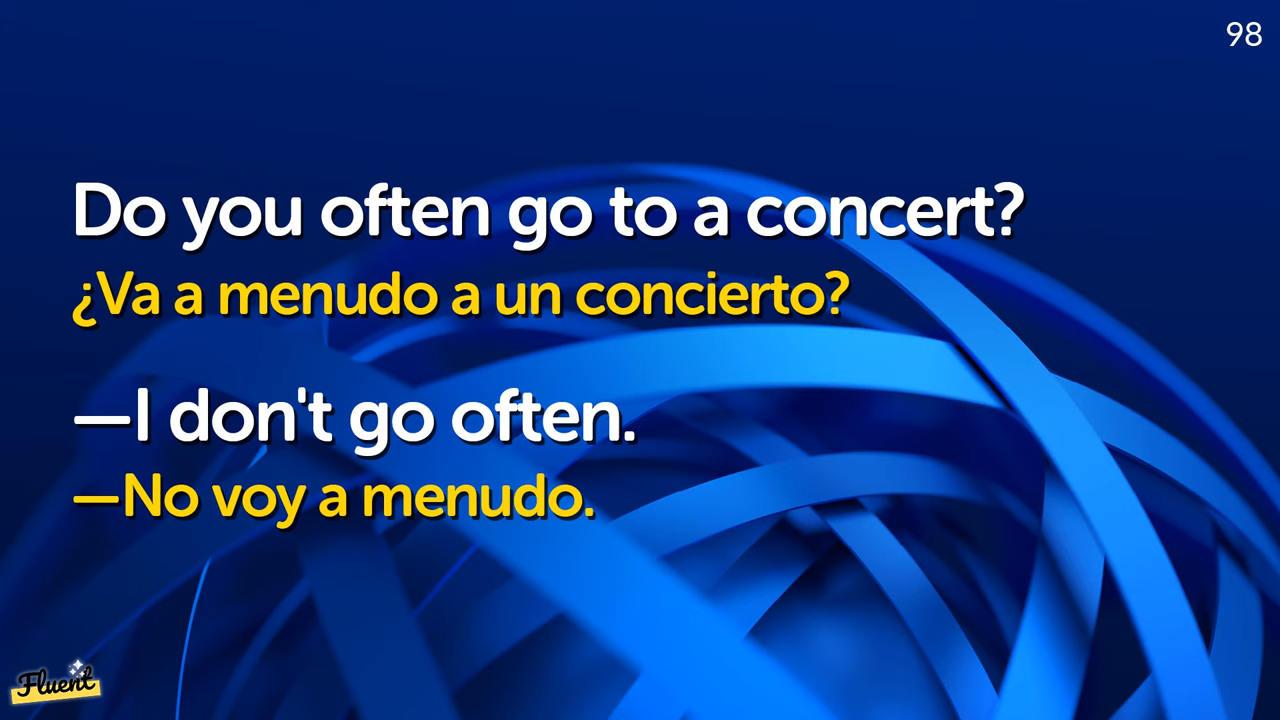 98
Do you often go to a concert?
¿Va a menudo a un concierto?
—I don't go often.
—No voy a menudo.
Fluent